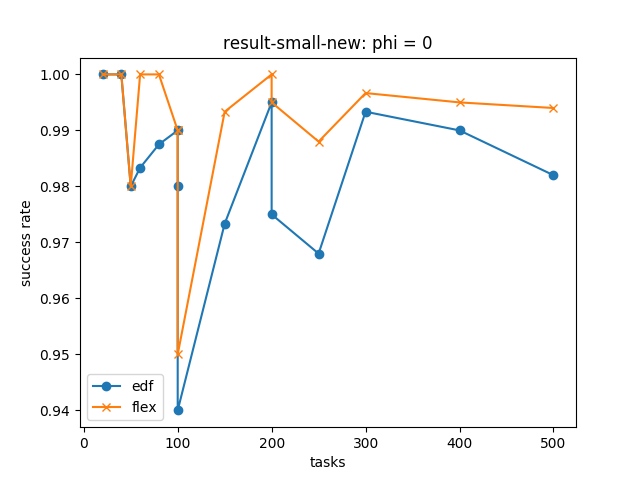 result-small-new: phi = 0
success rate
1.00
0.99
0.98
0.97
0.96
0.95
0.94
edf
flex
0
100
200
300
400
500
tasks